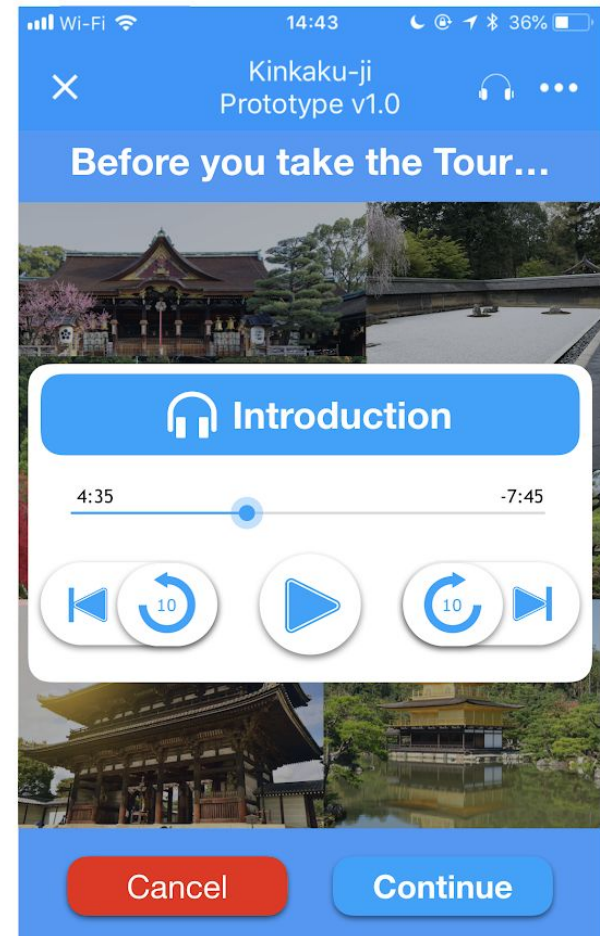 Wi-Fi 14:43 36%
Kinkaku-ji
Prototype v1.0
Before you take the Tour...
Introduction
4:35 -7:45
10 10
Cancel Continue